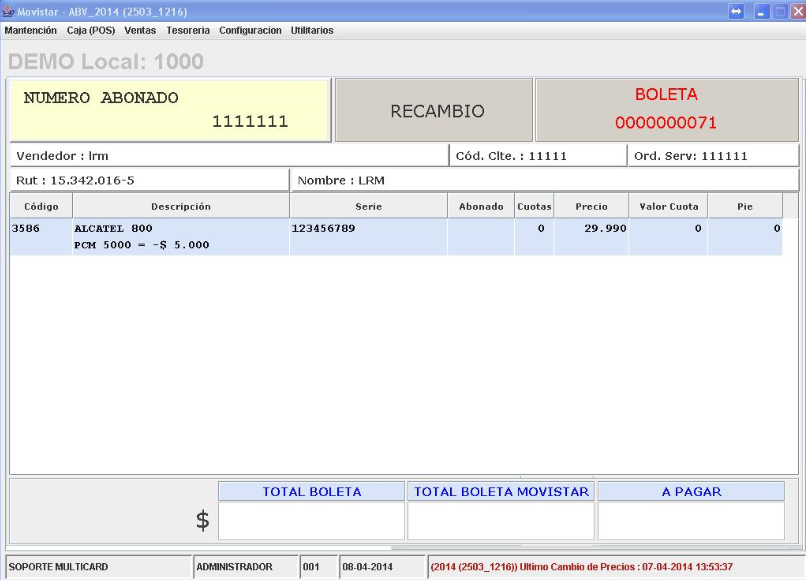 Movistar - ABV_2014 (2503_1216)
Mantención Caja (POS) Ventas Tesoreria Configuracion Utilitarios
DEMO Local: 1000
NUMERO ABONADO
1111111
RECAMBIO
BOLETA
0000000071
Vendedor : lrm
Cód. Clte. : 11111
Ord. Serv: 111111
Rut : 15.342.016-5
Nombre : LRM
Código Descripción Serie Abonado Cuotas Precio Valor Cuota Pie
3586 ALCATEL 800 123456789 0 29.990 0 0
PCM 5000 = -$ 5.000
TOTAL BOLETA TOTAL BOLETA MOVISTAR A PAGAR
$
SOPORTE MULTICARD ADMINISTRADOR 001 08-04-2014 (2014 (2503_1216)) Ultimo Cambio de Precios : 07-04-2014 13:53:37